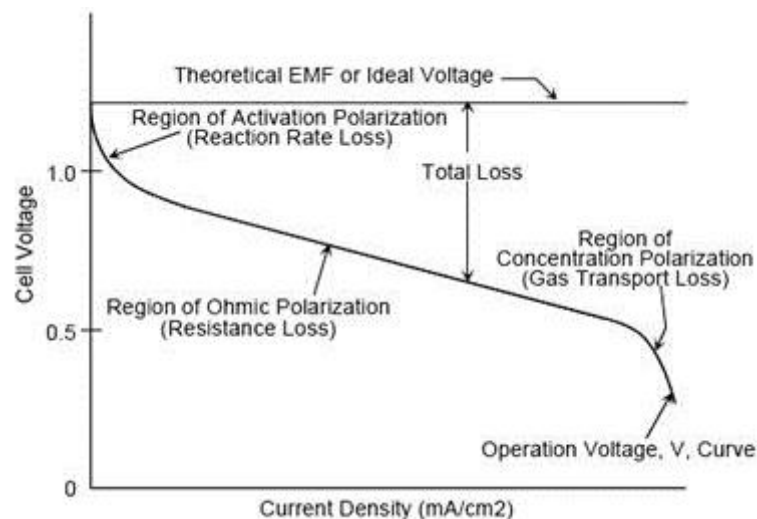 Theoretical EMF or Ideal Voltage
Region of Activation Polarization
(Reaction Rate Loss)
Total Loss
1.0
Region of
Concentration Polarization
(Gas Transport Loss)
Cell Voltage
Region of Ohmic Polarization
(Resistance Loss)
0.5
Operation Voltage, V, Curve
0
Current Density (mA/cm2)